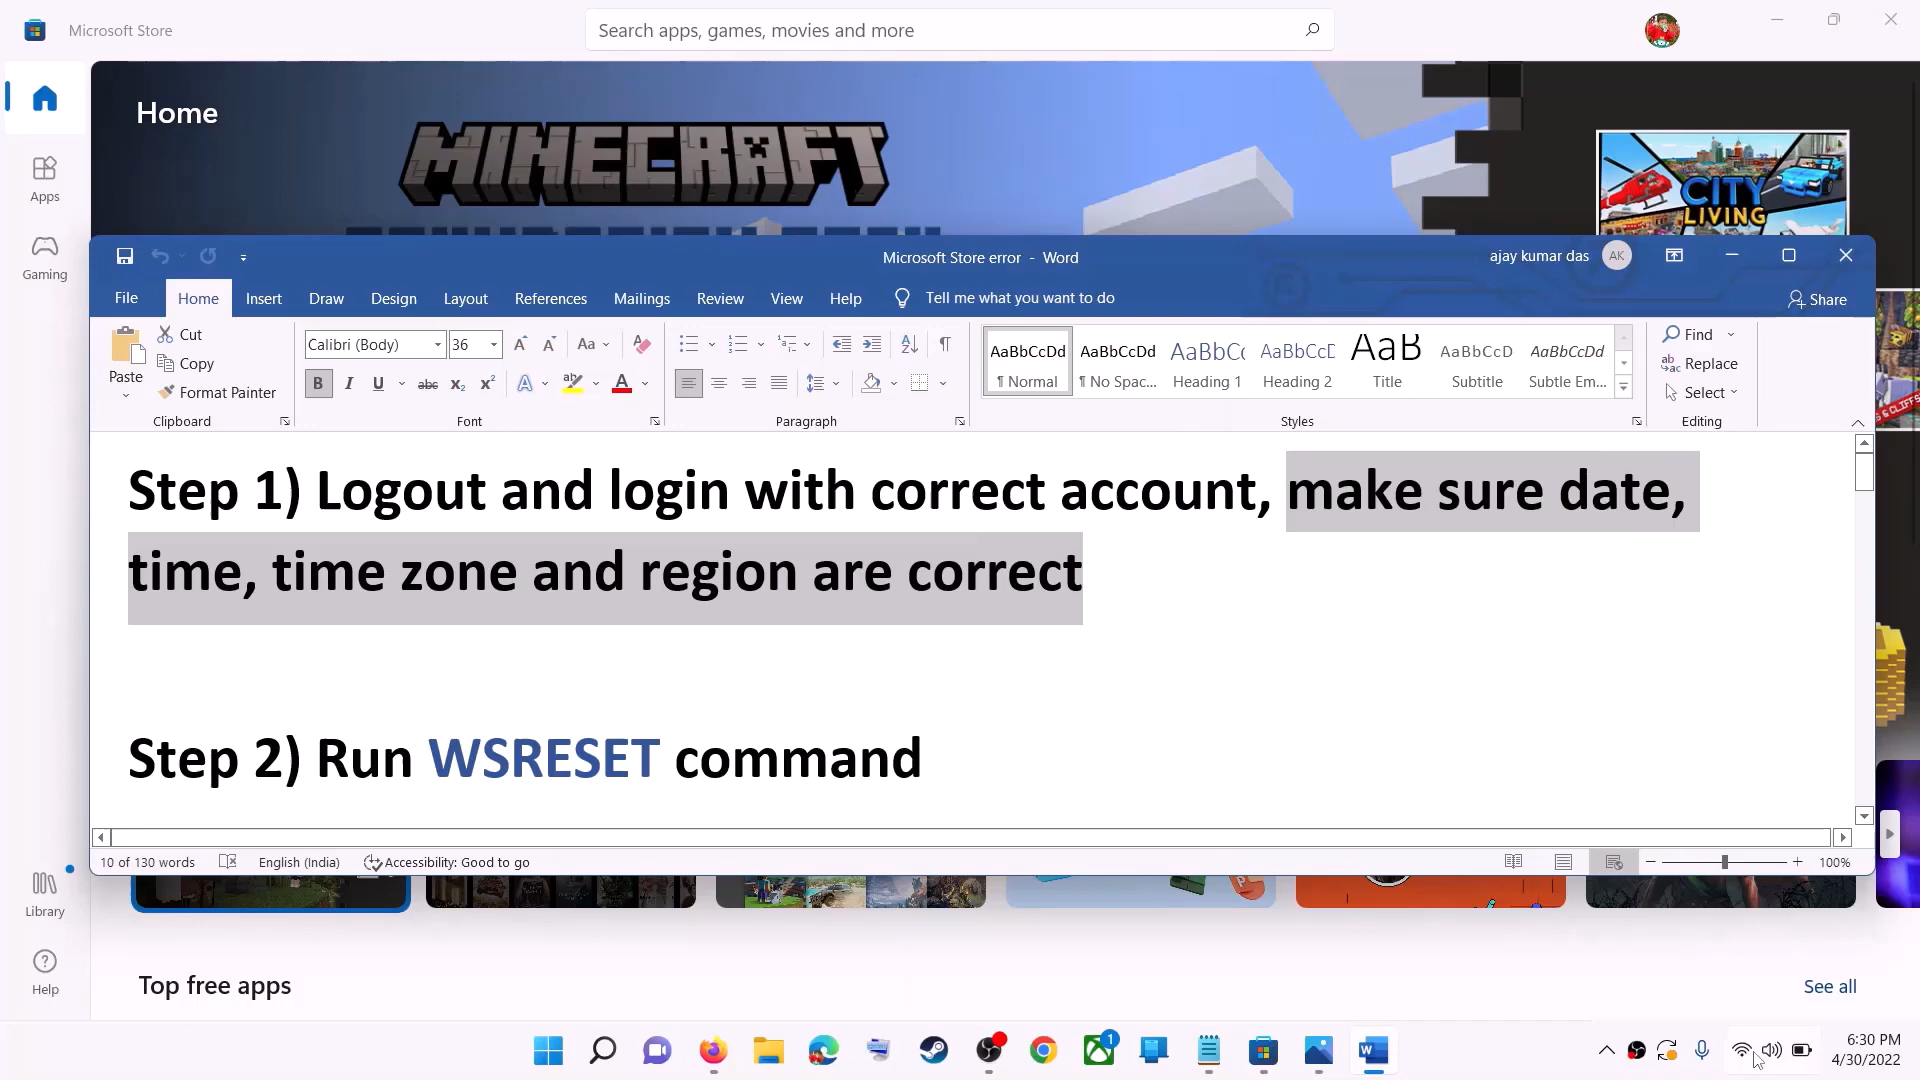 Microsoft Store
Search apps, games, movies and more
Home
MINECRAFT
CITY
LIVING
Apps
Gaming
Microsoft Store error - Word
ajay kumar das
AK
File
Home
Insert
Draw
Design
Layout
References
Mailings
Review
View
Help
Tell me what you want to do
Share
Paste
Cut
Copy
Format Painter
Clipboard
Calibri (Body)
36
Font
Paragraph
AaBbCcDd
¶ Normal
AaBbCcDd
¶ No Spac...
AaBbCc
Heading 1
AaBbCcD
Heading 2
AaB
Title
AaBbCcD
Subtitle
AaBbCcDd
Subtle Em...
Styles
Find
Replace
Select
Editing
Step 1) Logout and login with correct account, make sure date,
time, time zone and region are correct
Step 2) Run WSRESET command
10 of 130 words
English (India)
Accessibility: Good to go
100%
Library
Help
Top free apps
See all
1
6:30 PM
4/30/2022